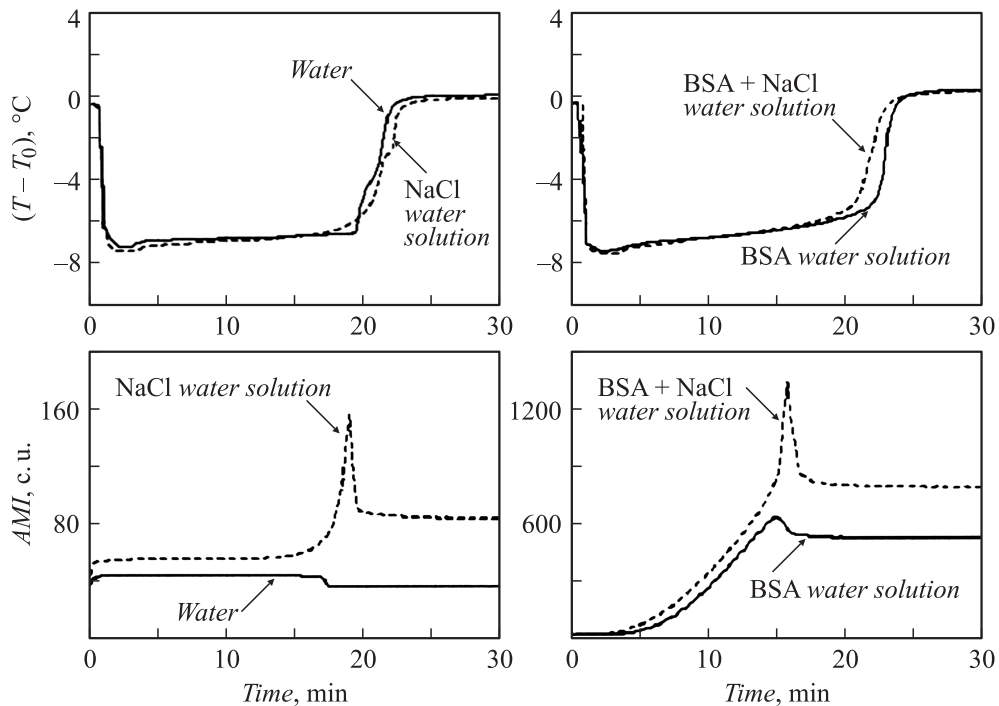 4
0
–4
–8
(T – T0), °C
Water
NaCl
water
solution
0
10
20
30
4
0
–4
–8
BSA + NaCl
water solution
BSA water solution
0
10
20
30
160
80
AMI, c. u.
NaCl water solution
Water
0
10
20
30
Time, min
1200
600
BSA + NaCl
water solution
BSA water solution
0
10
20
30
Time, min